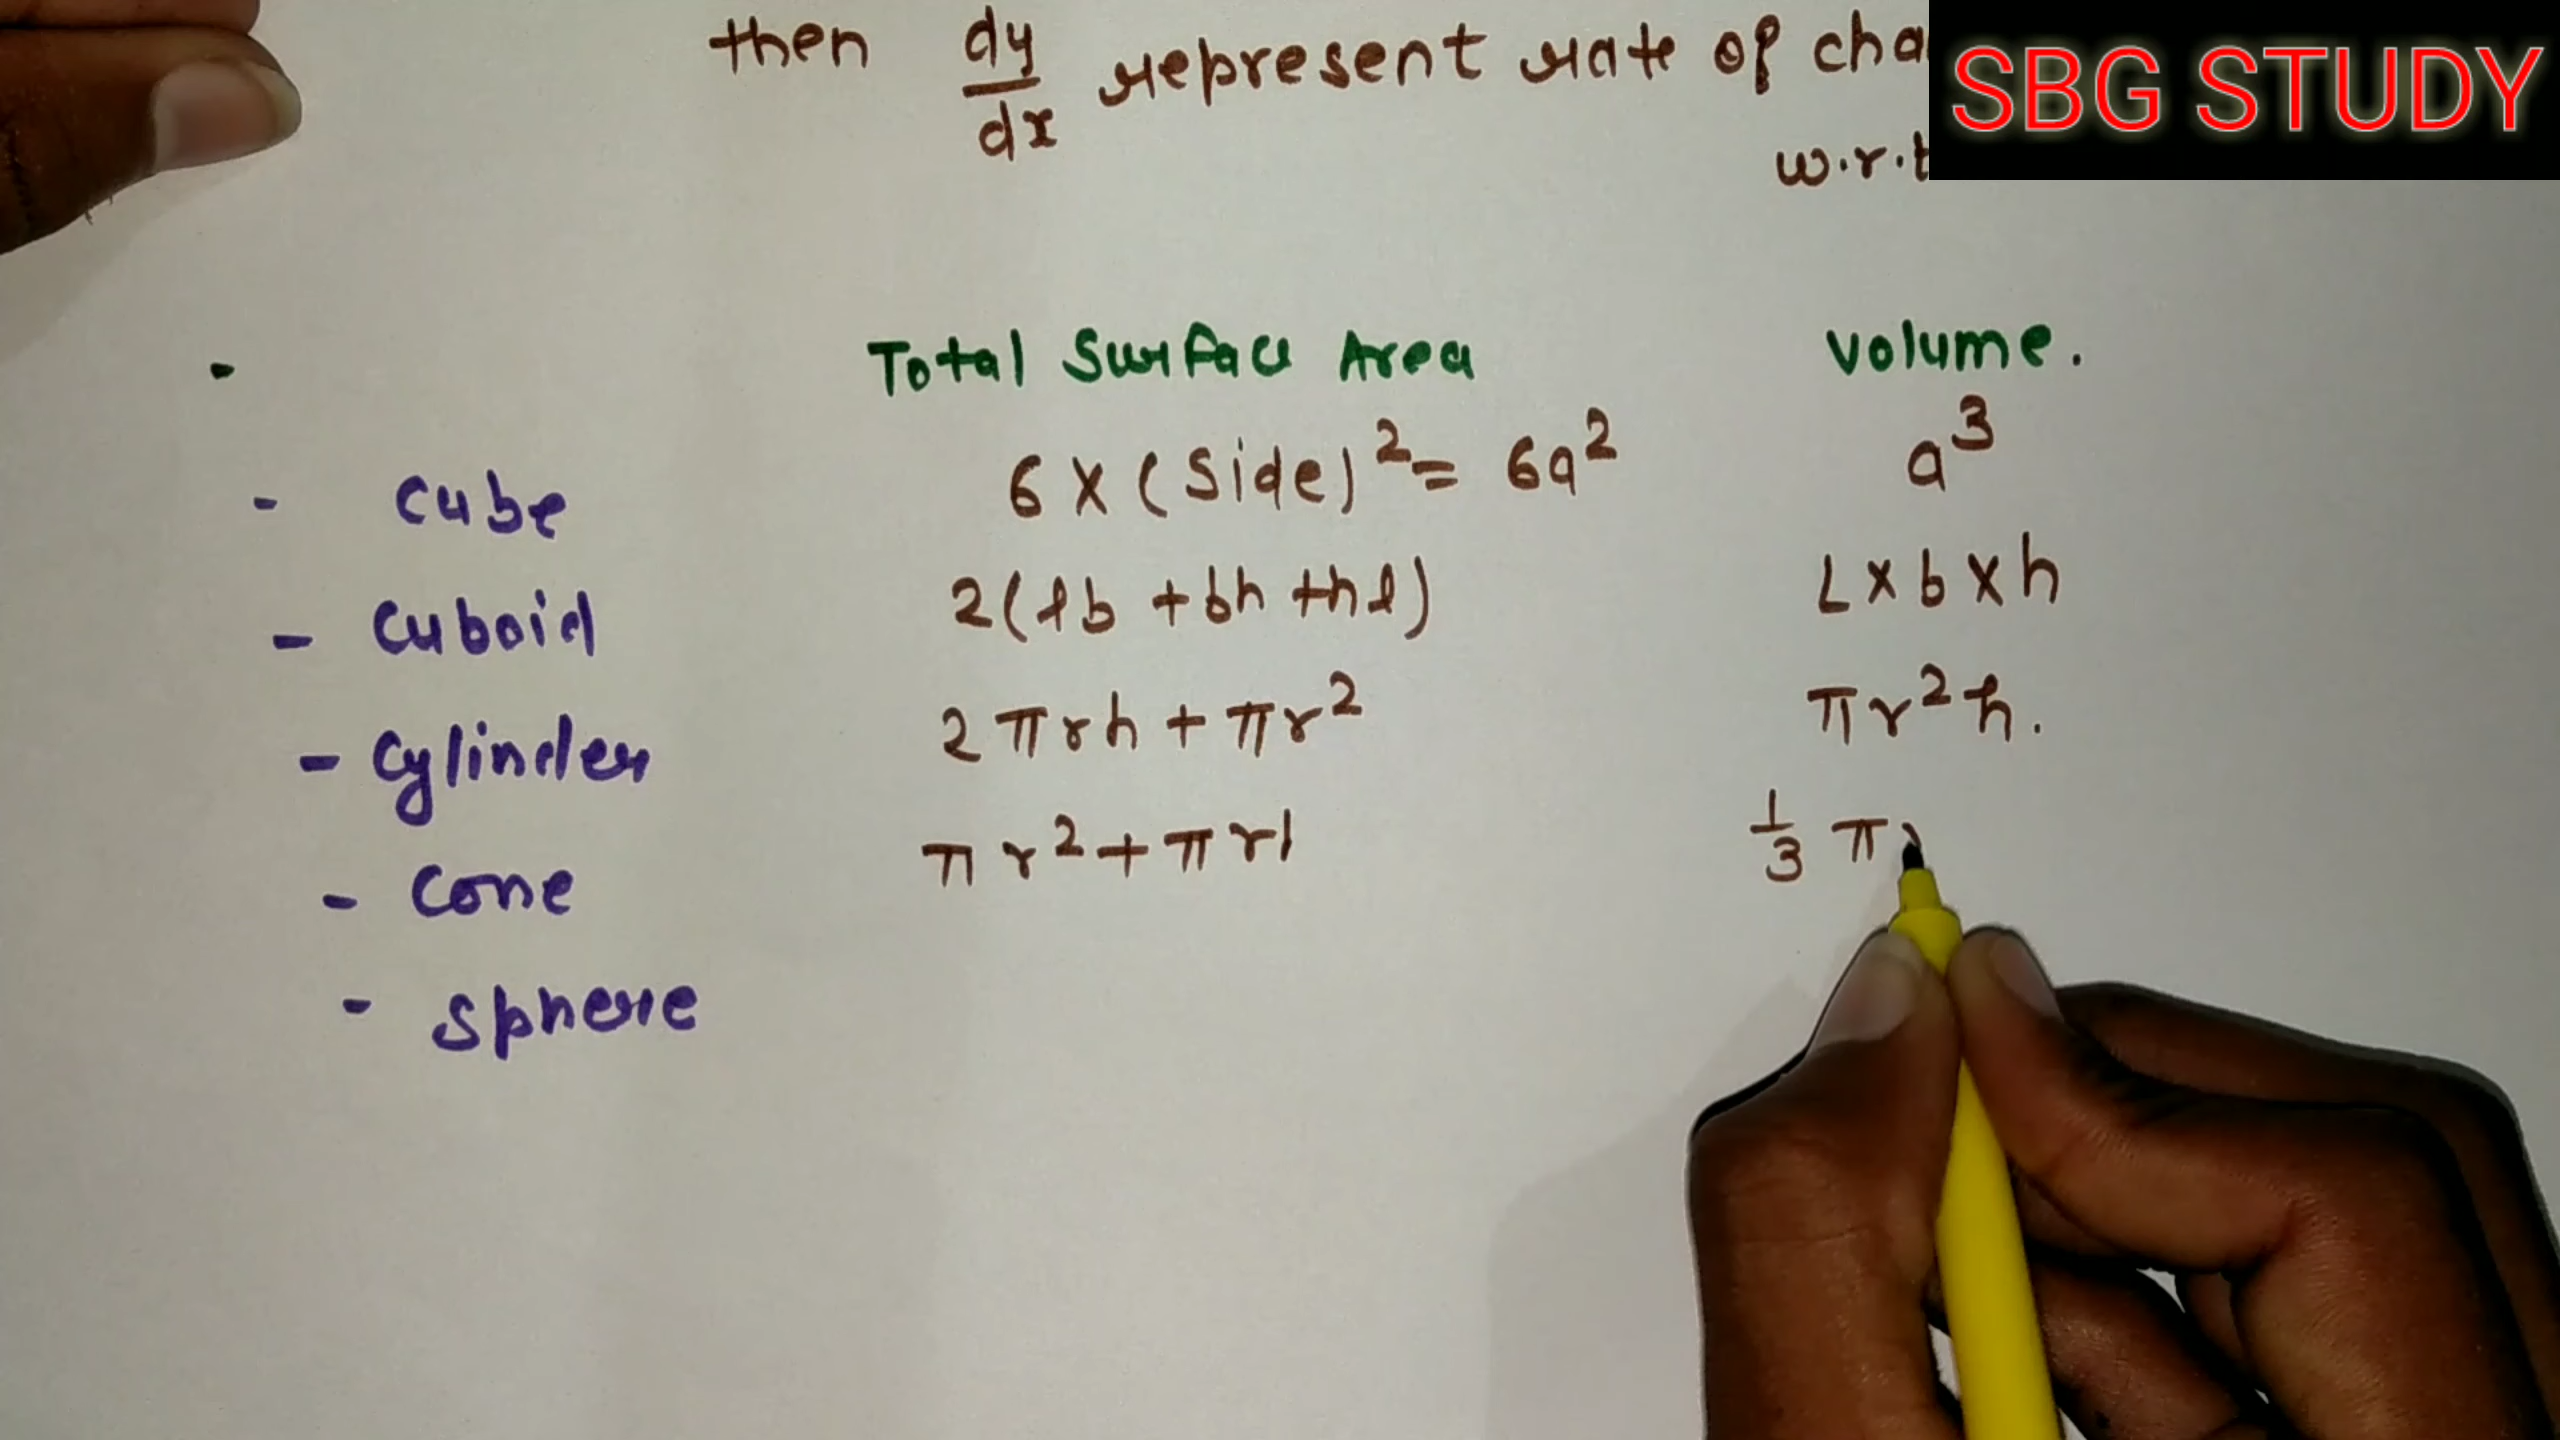 then dy/dx represent rate of cha
SBG STUDY
w.r.t
Total Surface Area Volume.
- Cube 6 × (Side)² = 6a² a³
- Cuboid 2(lb + bh + hl) L × b × h
- Cylinder 2πrh + πr² πr²h.
- Cone πr² + πrl 1/3 π
- Sphere